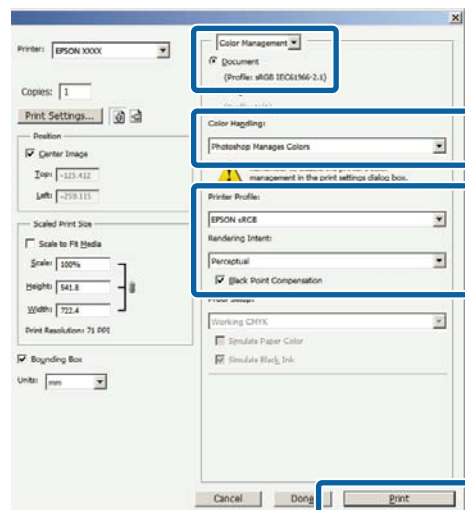 Printer: EPSON XXXX
Copies: 1
Print Settings...
Position
Center Image
Top: -125.412
Left: -259.115
Scaled Print Size
Scale to Fit Media
Scale: 100%
Height: 541.8
Width: 722.4
Print Resolution: 71 PPI
Bounding Box
Units: mm
Color Management
Document
(Profile: sRGB IEC61966-2.1)
Color Handling:
Photoshop Manages Colors
management in the print settings dialog box.
Printer Profile:
EPSON sRGB
Rendering Intent:
Perceptual
Black Point Compensation
Proof Setup:
Working CMYK
Simulate Paper Color
Simulate Black Ink
Cancel
Done
Print